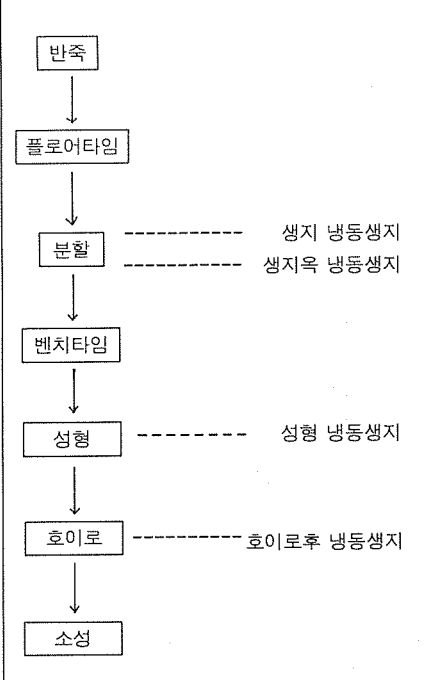 반죽
플로어타임
분할
생지 냉동생지
생지옥 냉동생지
벤치타임
성형
성형 냉동생지
호이로
호이로후 냉동생지
소성